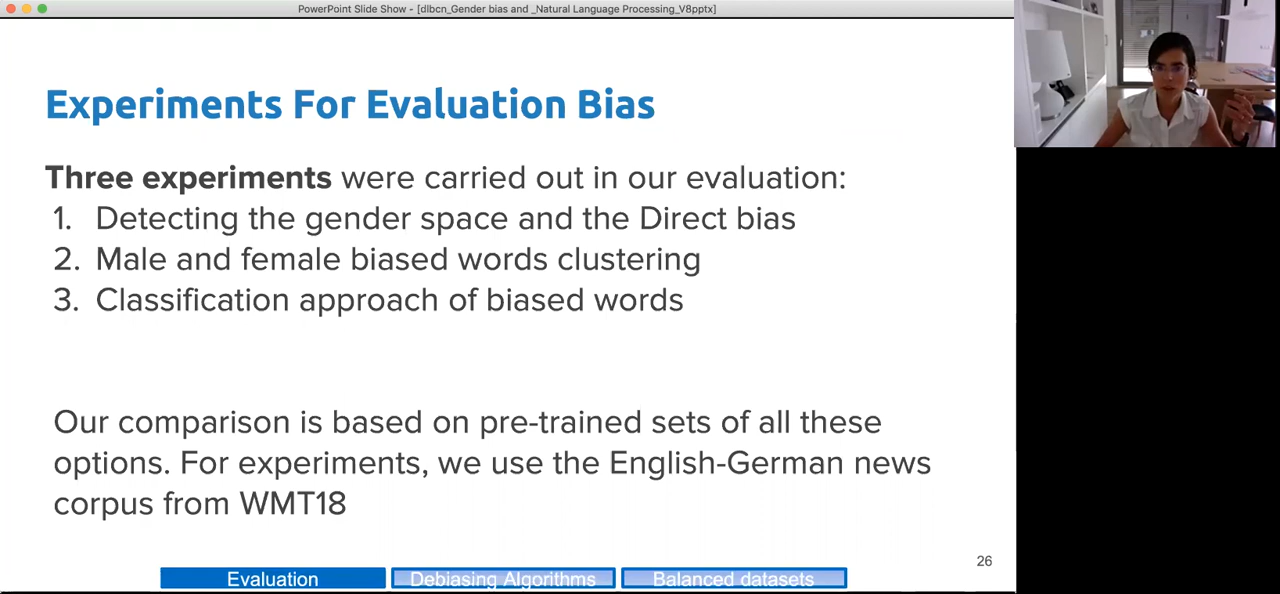 PowerPoint Slide Show - [dlbcn_Gender bias and _Natural Language Processing_V8pptx]
Experiments For Evaluation Bias
Three experiments were carried out in our evaluation:
1. Detecting the gender space and the Direct bias
2. Male and female biased words clustering
3. Classification approach of biased words
Our comparison is based on pre-trained sets of all these
options. For experiments, we use the English-German news
corpus from WMT18
26
Evaluation
Debiasing Algorithms
Balanced datasets